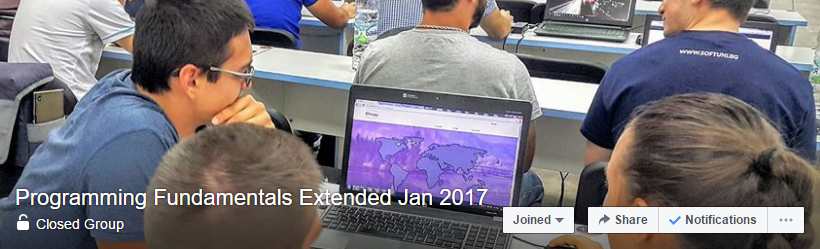 WWW.SOFTUNI.BG
Programming Fundamentals Extended Jan 2017
Closed Group
Joined
Share
Notifications